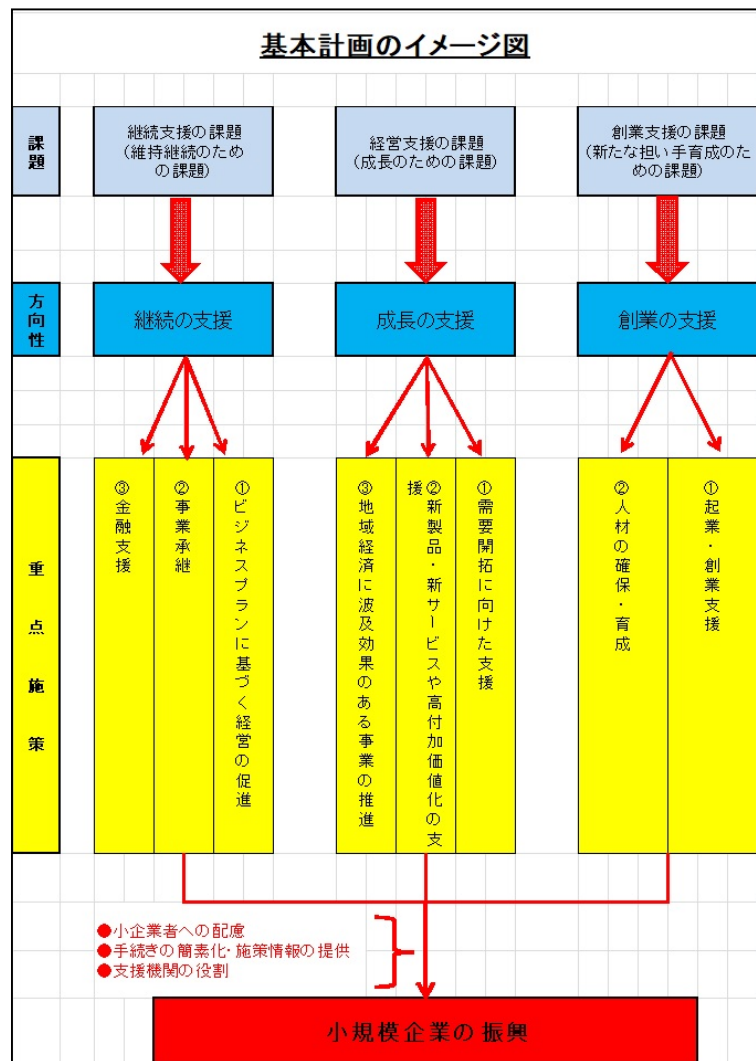 基本計画のイメージ図
課題
継続支援の課題
(維持継続のため
の課題)
経営支援の課題
(成長のための課題)
創業支援の課題
(新たな担い手育成のた
めの課題)
方向性
継続の支援
成長の支援
創業の支援
重点施策
①ビジネスプランに基づく経営の促進
②事業承継
③金融支援
①需要開拓に向けた支援
②新製品・新サービスや高付加価値化の支
援
③地域経済に波及効果のある事業の推進
①起業・創業支援
②人材の確保・育成
●小企業者への配慮
●手続きの簡素化・施策情報の提供
●支援機関の役割
小規模企業の振興